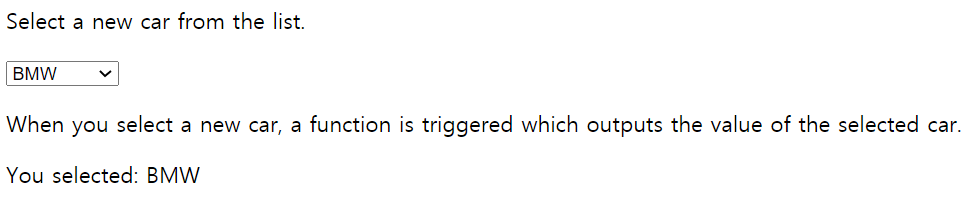 Select a new car from the list.
BMW
When you select a new car, a function is triggered which outputs the value of the selected car.
You selected: BMW